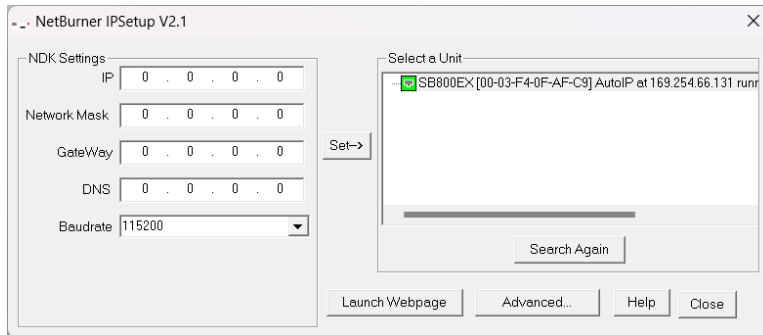 NetBurner IPSetup V2.1
NDK Settings
IP 0 . 0 . 0 . 0
Network Mask 0 . 0 . 0 . 0
GateWay 0 . 0 . 0 . 0
DNS 0 . 0 . 0 . 0
Baudrate 115200
Set-->
Select a Unit
SB800EX [00-03-F4-0F-AF-C9] AutoIP at 169.254.66.131 runr
Search Again
Launch Webpage
Advanced...
Help
Close